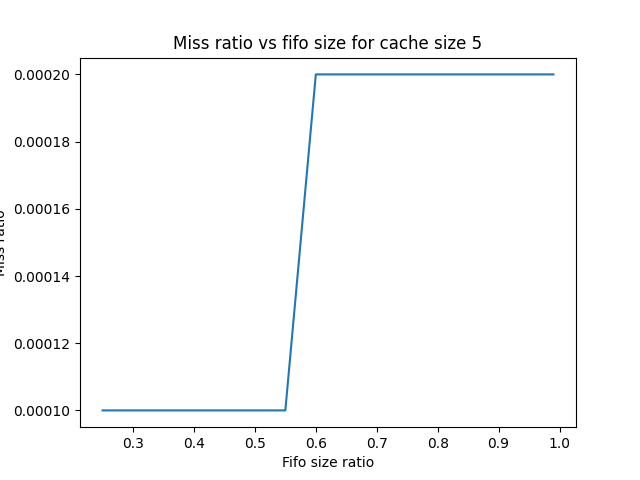 Miss ratio vs fifo size for cache size 5
0.00020
0.00018
0.00016
0.00014
0.00012
0.00010
Miss ratio
0.3 0.4 0.5 0.6 0.7 0.8 0.9 1.0
Fifo size ratio